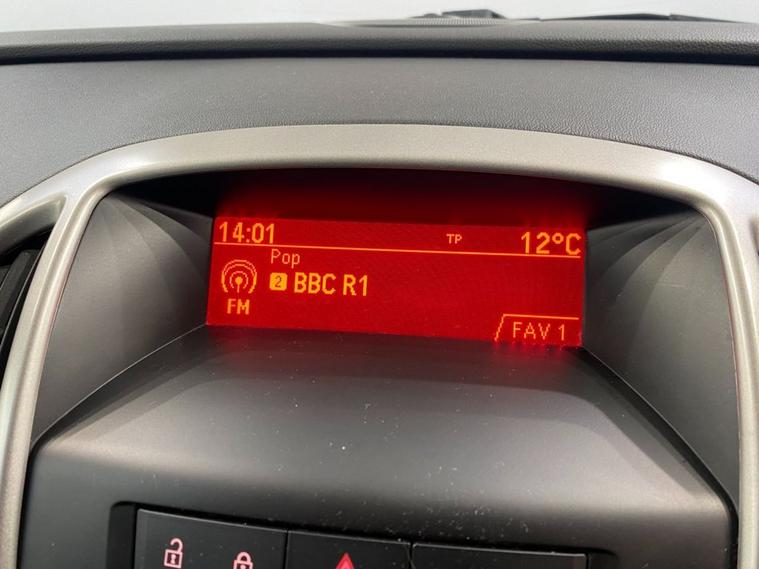 14:01 TP 12°C
Pop
2 BBC R1
FM
FAV 1